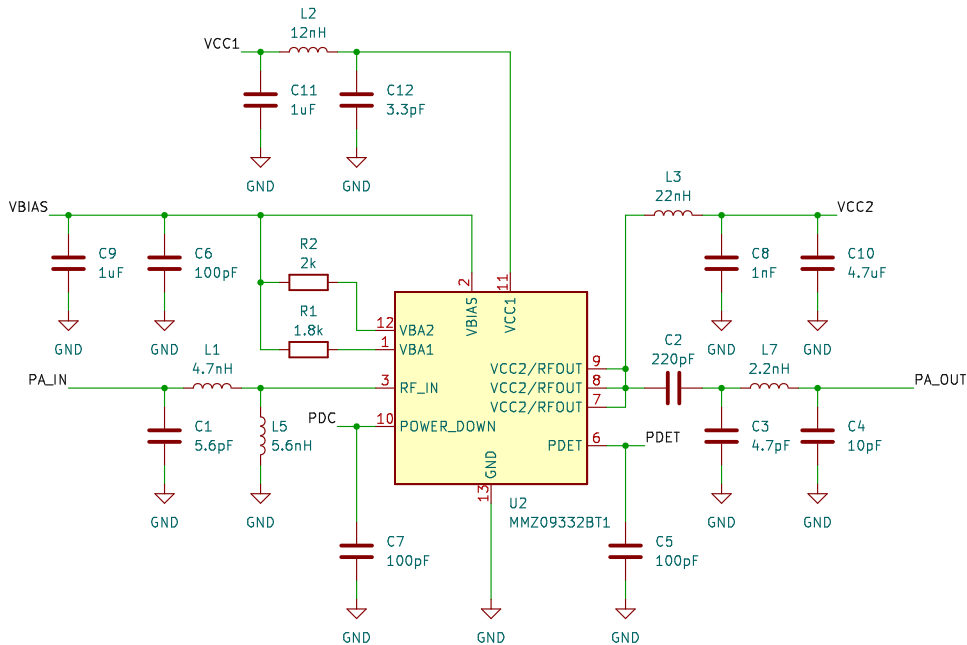 L2
12nH
VCC1
C11
1uF
C12
3.3pF
GND
GND
L3
22nH
VBIAS
VCC2
C9
1uF
C6
100pF
R2
2k
C8
1nF
C10
4.7uF
2
11
VBIAS
VCC1
R1
1.8k
12
VBA2
1
VBA1
GND
GND
GND
GND
C2
220pF
L1
4.7nH
L7
2.2nH
VCC2/RFOUT
9
VCC2/RFOUT
8
VCC2/RFOUT
7
PA_IN
3
RF_IN
PA_OUT
PDC
10
POWER_DOWN
C1
5.6pF
L5
5.6nH
PDET
6
PDET
C3
4.7pF
C4
10pF
GND
13
GND
GND
GND
GND
U2
MMZ09332BT1
C7
100pF
C5
100pF
GND
GND
GND